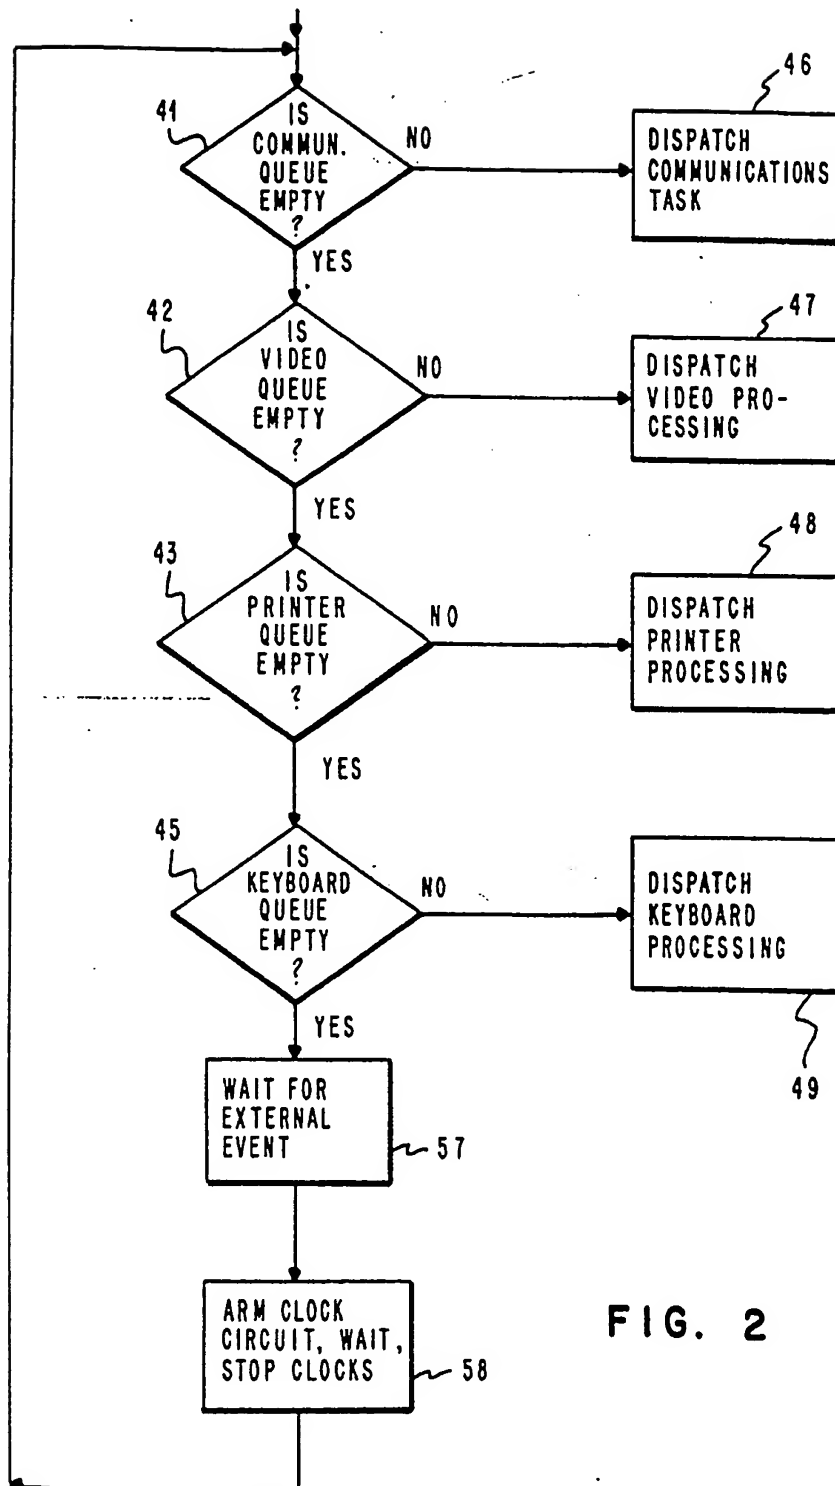 46
41
IS
COMMUN.
QUEUE
EMPTY
?
NO
DISPATCH
COMMUNICATIONS
TASK
YES
47
42
IS
VIDEO
QUEUE
EMPTY
?
NO
DISPATCH
VIDEO PRO-
CESSING
YES
48
43
IS
PRINTER
QUEUE
EMPTY
?
NO
DISPATCH
PRINTER
PROCESSING
YES
45
IS
KEYBOARD
QUEUE
EMPTY
?
NO
DISPATCH
KEYBOARD
PROCESSING
YES
49
WAIT FOR
EXTERNAL
EVENT
57
ARM CLOCK
CIRCUIT, WAIT,
STOP CLOCKS
58
FIG. 2